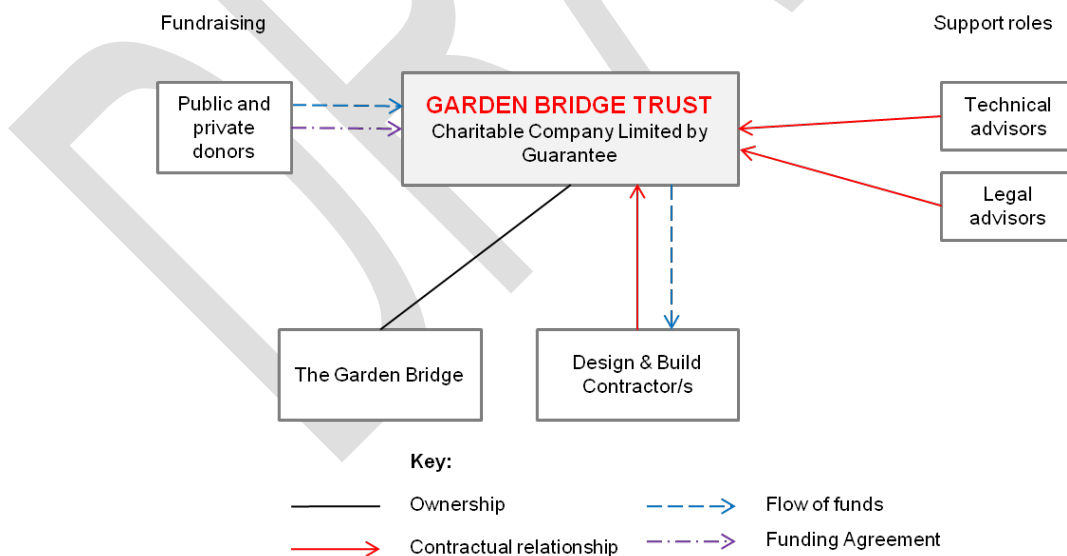 Fundraising
Support roles
Public and
private
donors
GARDEN BRIDGE TRUST
Charitable Company Limited by
Guarantee
Technical
advisors
Legal
advisors
The Garden Bridge
Design & Build
Contractor/s
Key:
Ownership
Flow of funds
Contractual relationship
Funding Agreement